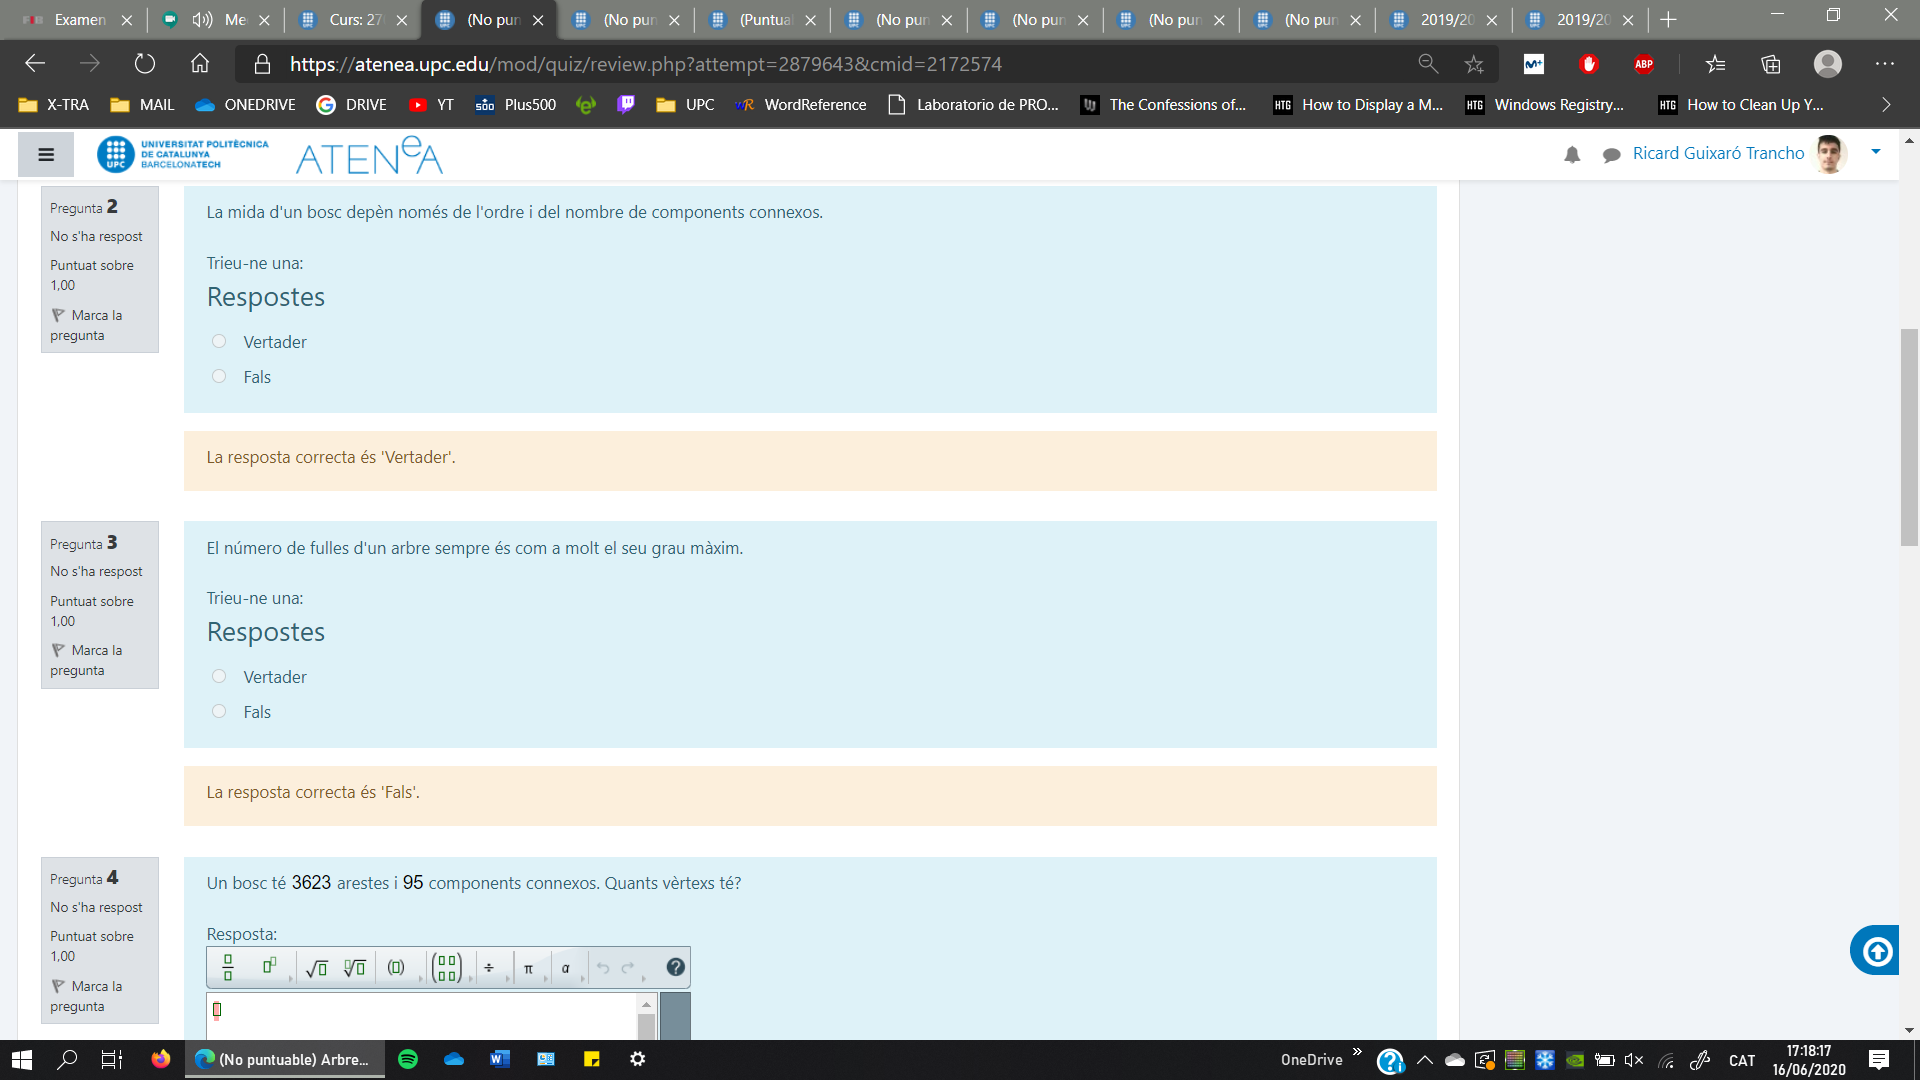 Examen
Me
Curs: 27
(No pun
(No pun
(Puntual
(No pun
(No pun
(No pun
(No pun
2019/20
2019/20
https://atenea.upc.edu/mod/quiz/review.php?attempt=2879643&cmid=2172574
ABP
X-TRA
MAIL
ONEDRIVE
DRIVE
YT
Plus500
UPC
WordReference
Laboratorio de PRO...
The Confessions of...
HTG How to Display a M...
HTG Windows Registry...
HTG How to Clean Up Y...
UPC
UNIVERSITAT POLITÈCNICA
DE CATALUNYA
BARCELONATECH
ATENeA
Ricard Guixaró Trancho
Pregunta 2
No s'ha respost
Puntuat sobre
1,00
Marca la
pregunta
La mida d'un bosc depèn només de l'ordre i del nombre de components connexos.
Trieu-ne una:
Respostes
Vertader
Fals
La resposta correcta és 'Vertader'.
Pregunta 3
No s'ha respost
Puntuat sobre
1,00
Marca la
pregunta
El número de fulles d'un arbre sempre és com a molt el seu grau màxim.
Trieu-ne una:
Respostes
Vertader
Fals
La resposta correcta és 'Fals'.
Pregunta 4
No s'ha respost
Puntuat sobre
1,00
Marca la
pregunta
Un bosc té 3623 arestes i 95 components connexos. Quants vèrtexs té?
Resposta:
÷ π α
(No puntuable) Arbre...
OneDrive
CAT
17:18:17
16/06/2020